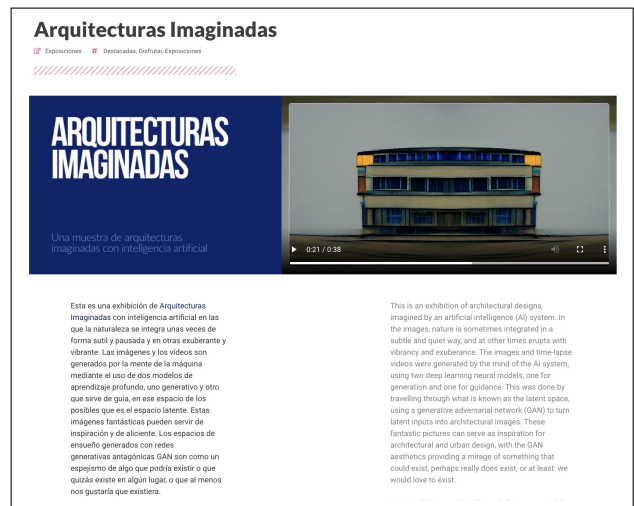 Arquitecturas Imaginadas
Exposiciones # Destacadas, Disfrutar, Exposiciones
ARQUITECTURAS
IMAGINADAS
Una muestra de arquitecturas
imaginadas con inteligencia artificial
0:21 / 0:38
Esta es una exhibición de Arquitecturas
Imaginadas con inteligencia artificial en las
que la naturaleza se integra unas veces de
forma sutil y pausada y en otras exuberante y
vibrante. Las imágenes y los vídeos son
generados por la mente de la máquina
mediante el uso de dos modelos de
aprendizaje profundo, uno generativo y otro
que sirve de guía, en ese espacio de los
posibles que es el espacio latente. Estas
imágenes fantásticas pueden servir de
inspiración y de aliciente. Los espacios de
ensueño generados con redes
generativas antagónicas GAN son como un
espejismo de algo que podría existir o que
quizás existe en algún lugar, o que al menos
nos gustaría que existiera.
This is an exhibition of architectural designs,
imagined by an artificial intelligence (AI) system. In
the images, nature is sometimes integrated in a
subtle and quiet way, and at other times erupts with
vibrancy and exuberance. The images and time-lapse
videos were generated by the mind of the AI system,
using two deep learning neural models, one for
generation and one for guidance. This was done by
travelling through what is known as the latent space,
using a generative adversarial network (GAN) to turn
latent inputs into architectural images. These
fantastic pictures can serve as inspiration for
architectural and urban design, with the GAN
aesthetics providing a mirage of something that
could exist, perhaps really does exist, or at least: we
would love to exist.